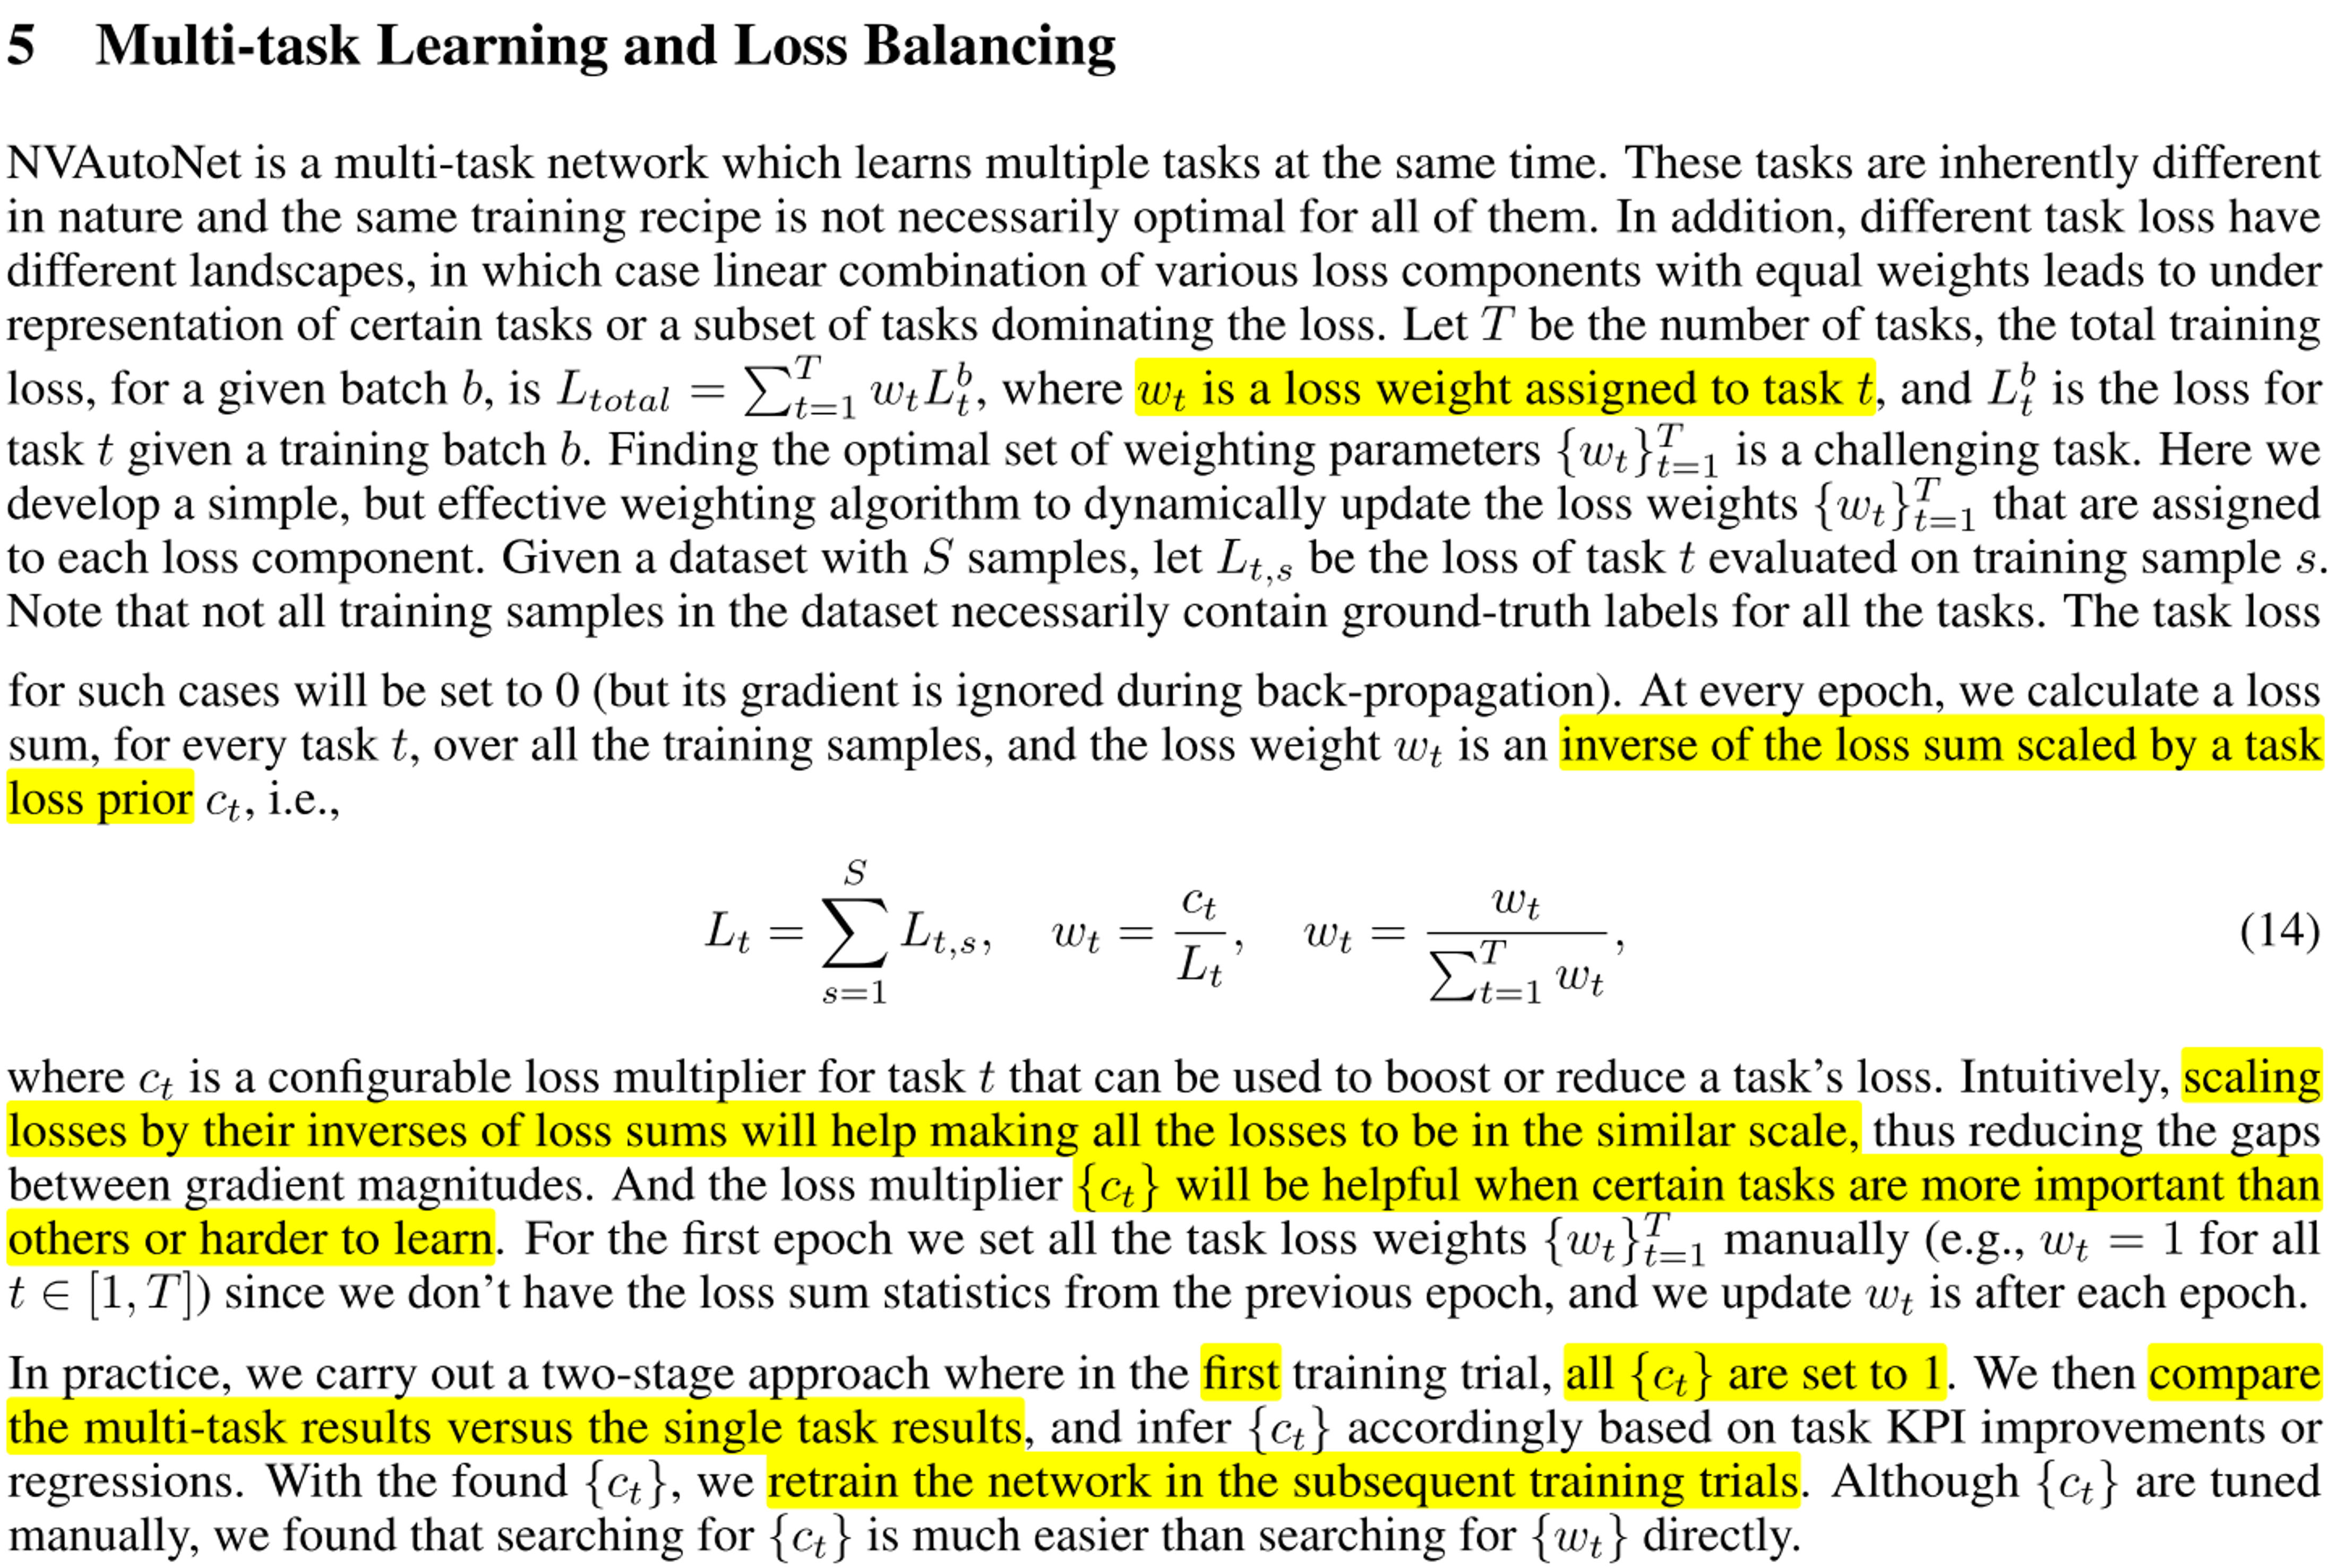 5 Multi-task Learning and Loss Balancing
NVAutoNet is a multi-task network which learns multiple tasks at the same time. These tasks are inherently different
in nature and the same training recipe is not necessarily optimal for all of them. In addition, different task loss have
different landscapes, in which case linear combination of various loss components with equal weights leads to under
representation of certain tasks or a subset of tasks dominating the loss. Let T be the number of tasks, the total training
loss, for a given batch b, is L_{total} = \sum_{t=1}^{T} w_t L_t^b, where w_t is a loss weight assigned to task t, and L_t^b is the loss for
task t given a training batch b. Finding the optimal set of weighting parameters {w_t}_{t=1}^{T} is a challenging task. Here we
develop a simple, but effective weighting algorithm to dynamically update the loss weights {w_t}_{t=1}^{T} that are assigned
to each loss component. Given a dataset with S samples, let L_{t,s} be the loss of task t evaluated on training sample s.
Note that not all training samples in the dataset necessarily contain ground-truth labels for all the tasks. The task loss
for such cases will be set to 0 (but its gradient is ignored during back-propagation). At every epoch, we calculate a loss
sum, for every task t, over all the training samples, and the loss weight w_t is an inverse of the loss sum scaled by a task
loss prior c_t, i.e.,
L_t = \sum_{s=1}^{S} L_{t,s}, w_t = \frac{c_t}{L_t}, w_t = \frac{w_t}{\sum_{t=1}^{T} w_t}, (14)
where c_t is a configurable loss multiplier for task t that can be used to boost or reduce a task's loss. Intuitively, scaling
losses by their inverses of loss sums will help making all the losses to be in the similar scale, thus reducing the gaps
between gradient magnitudes. And the loss multiplier {c_t} will be helpful when certain tasks are more important than
others or harder to learn. For the first epoch we set all the task loss weights {w_t}_{t=1}^{T} manually (e.g., w_t = 1 for all
t ∈ [1, T]) since we don't have the loss sum statistics from the previous epoch, and we update w_t is after each epoch.
In practice, we carry out a two-stage approach where in the first training trial, all {c_t} are set to 1. We then compare
the multi-task results versus the single task results, and infer {c_t} accordingly based on task KPI improvements or
regressions. With the found {c_t}, we retrain the network in the subsequent training trials. Although {c_t} are tuned
manually, we found that searching for {c_t} is much easier than searching for {w_t} directly.